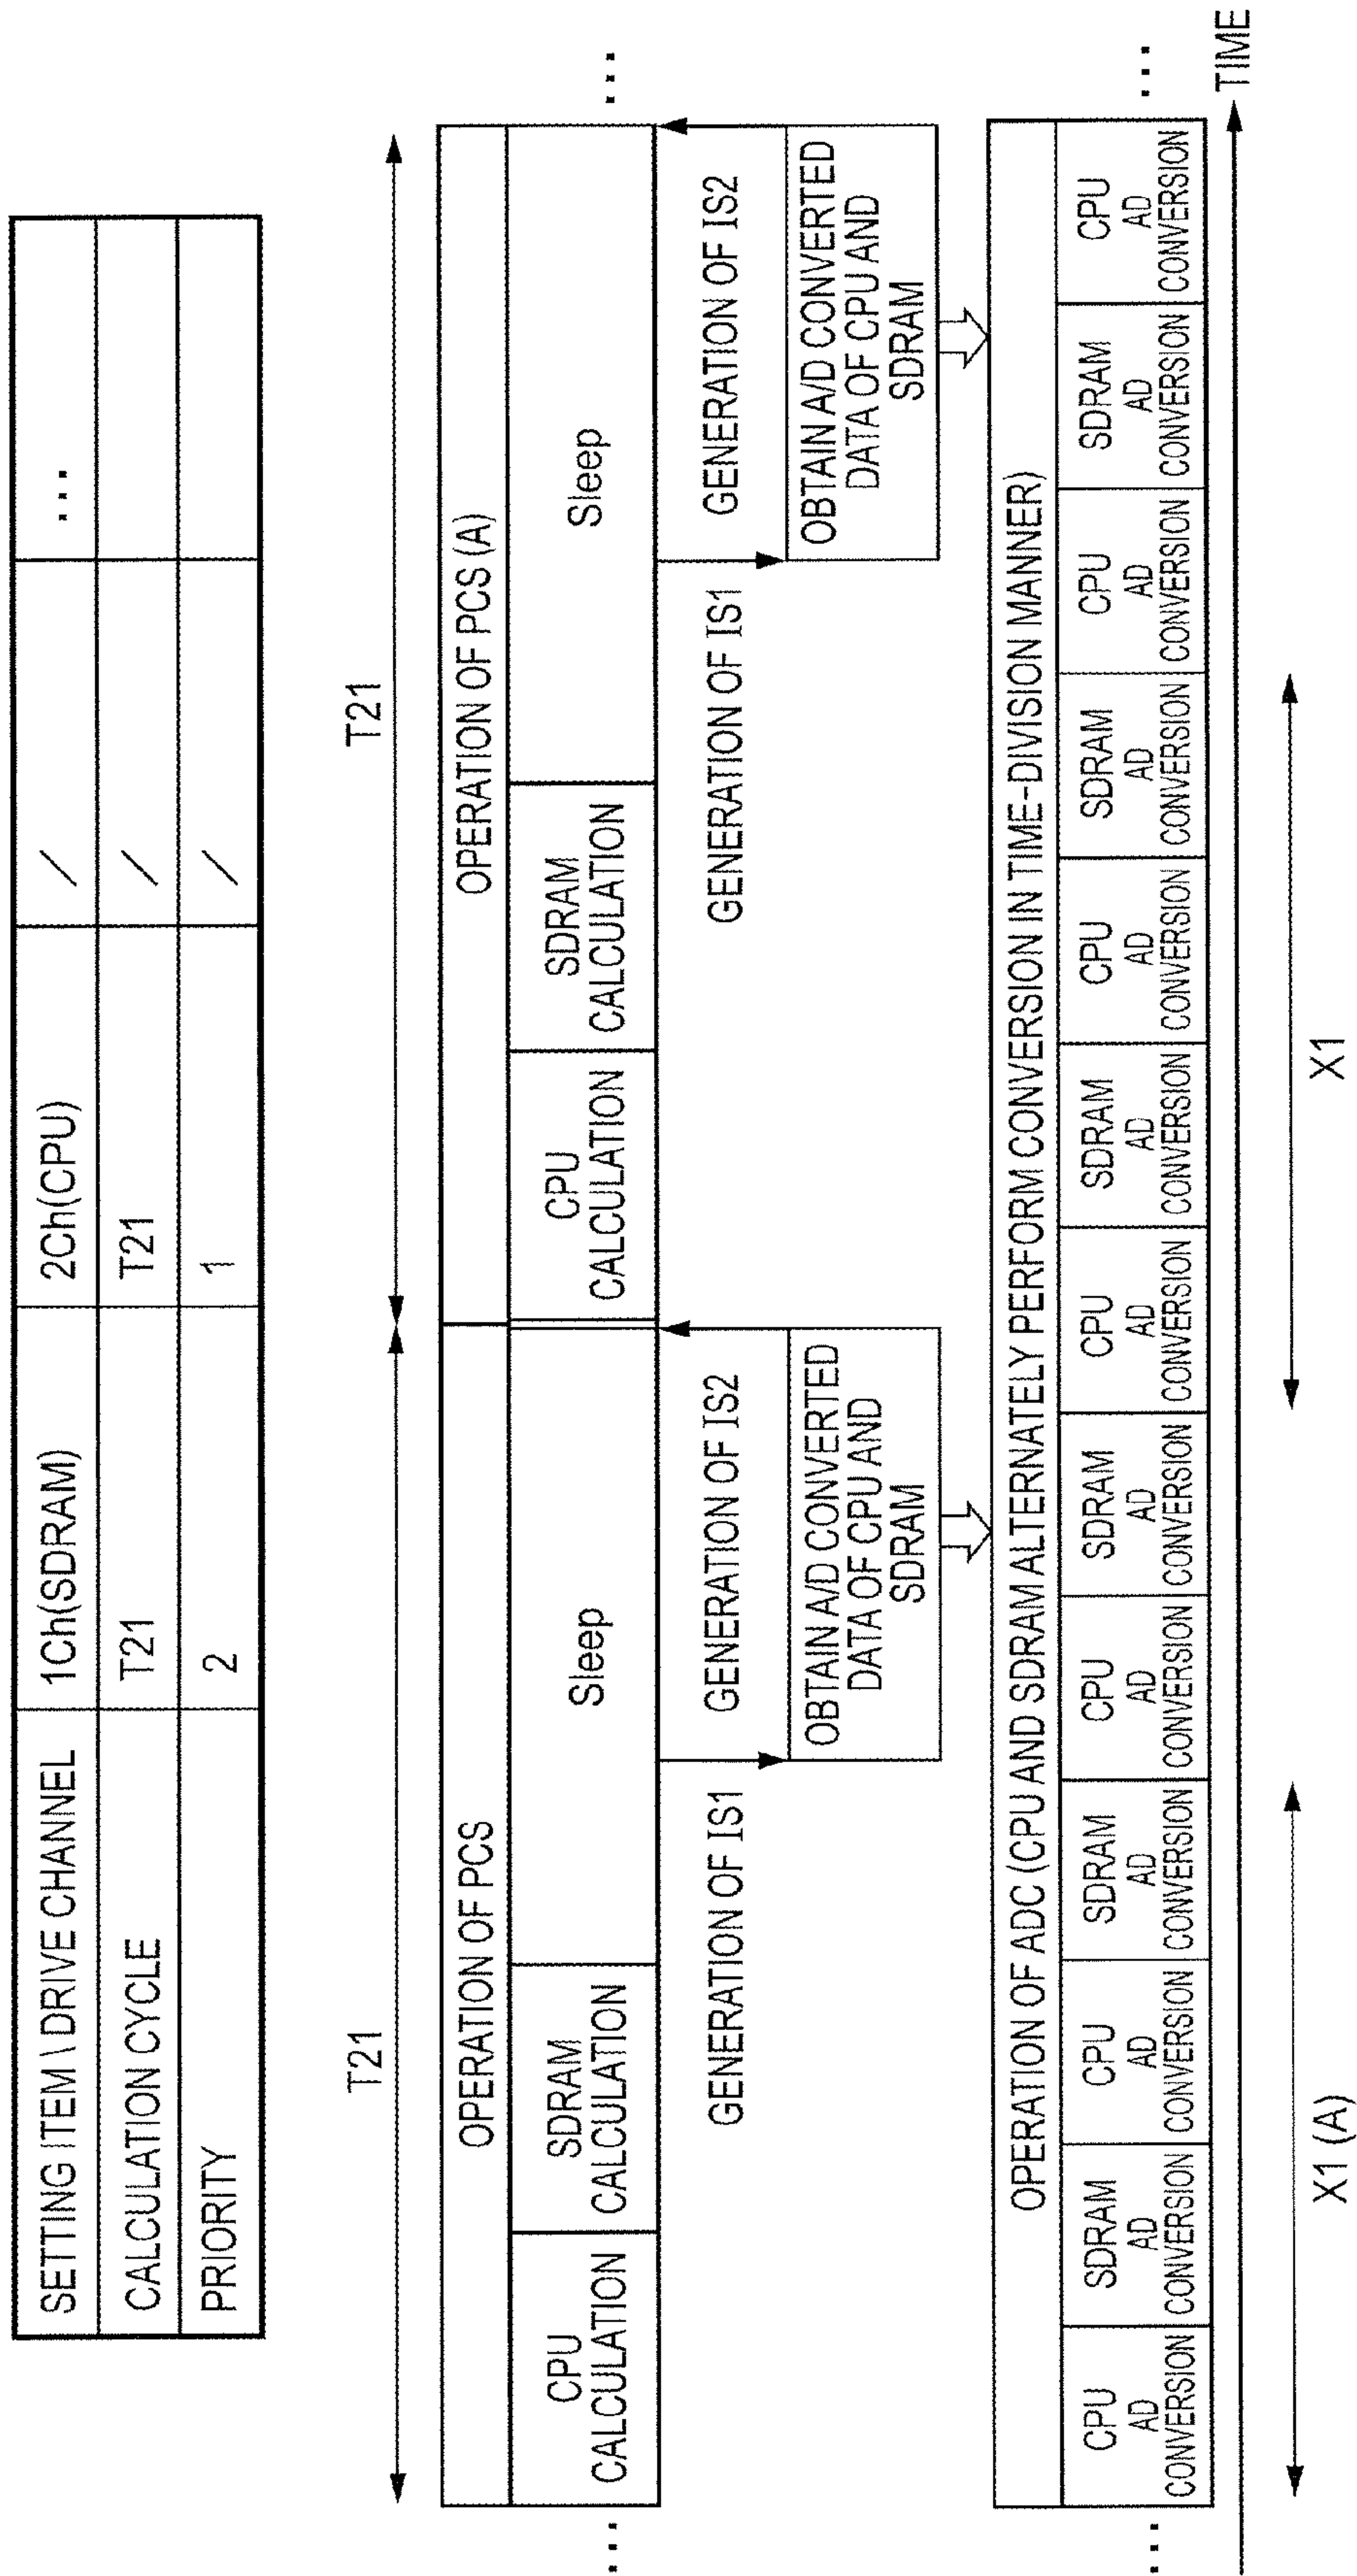 SETTING ITEM \ DRIVE CHANNEL 1Ch(SDRAM) 2Ch(CPU) / ...
CALCULATION CYCLE T21 T21 /
PRIORITY 2 1 /
T21 T21
OPERATION OF PCS OPERATION OF PCS (A)
... CPU CALCULATION SDRAM CALCULATION Sleep CPU CALCULATION SDRAM CALCULATION Sleep ...
GENERATION OF IS1 GENERATION OF IS2 GENERATION OF IS1 GENERATION OF IS2
OBTAIN A/D CONVERTED OBTAIN A/D CONVERTED
DATA OF CPU AND DATA OF CPU AND
SDRAM SDRAM
OPERATION OF ADC (CPU AND SDRAM ALTERNATELY PERFORM CONVERSION IN TIME-DIVISION MANNER)
CPU SDRAM CPU SDRAM CPU SDRAM CPU SDRAM CPU SDRAM CPU SDRAM CPU
... AD AD AD AD AD AD AD AD AD AD AD AD AD ...
CONVERSION CONVERSION CONVERSION CONVERSION CONVERSION CONVERSION CONVERSION CONVERSION CONVERSION CONVERSION CONVERSION CONVERSION CONVERSION
TIME
X1 (A) X1